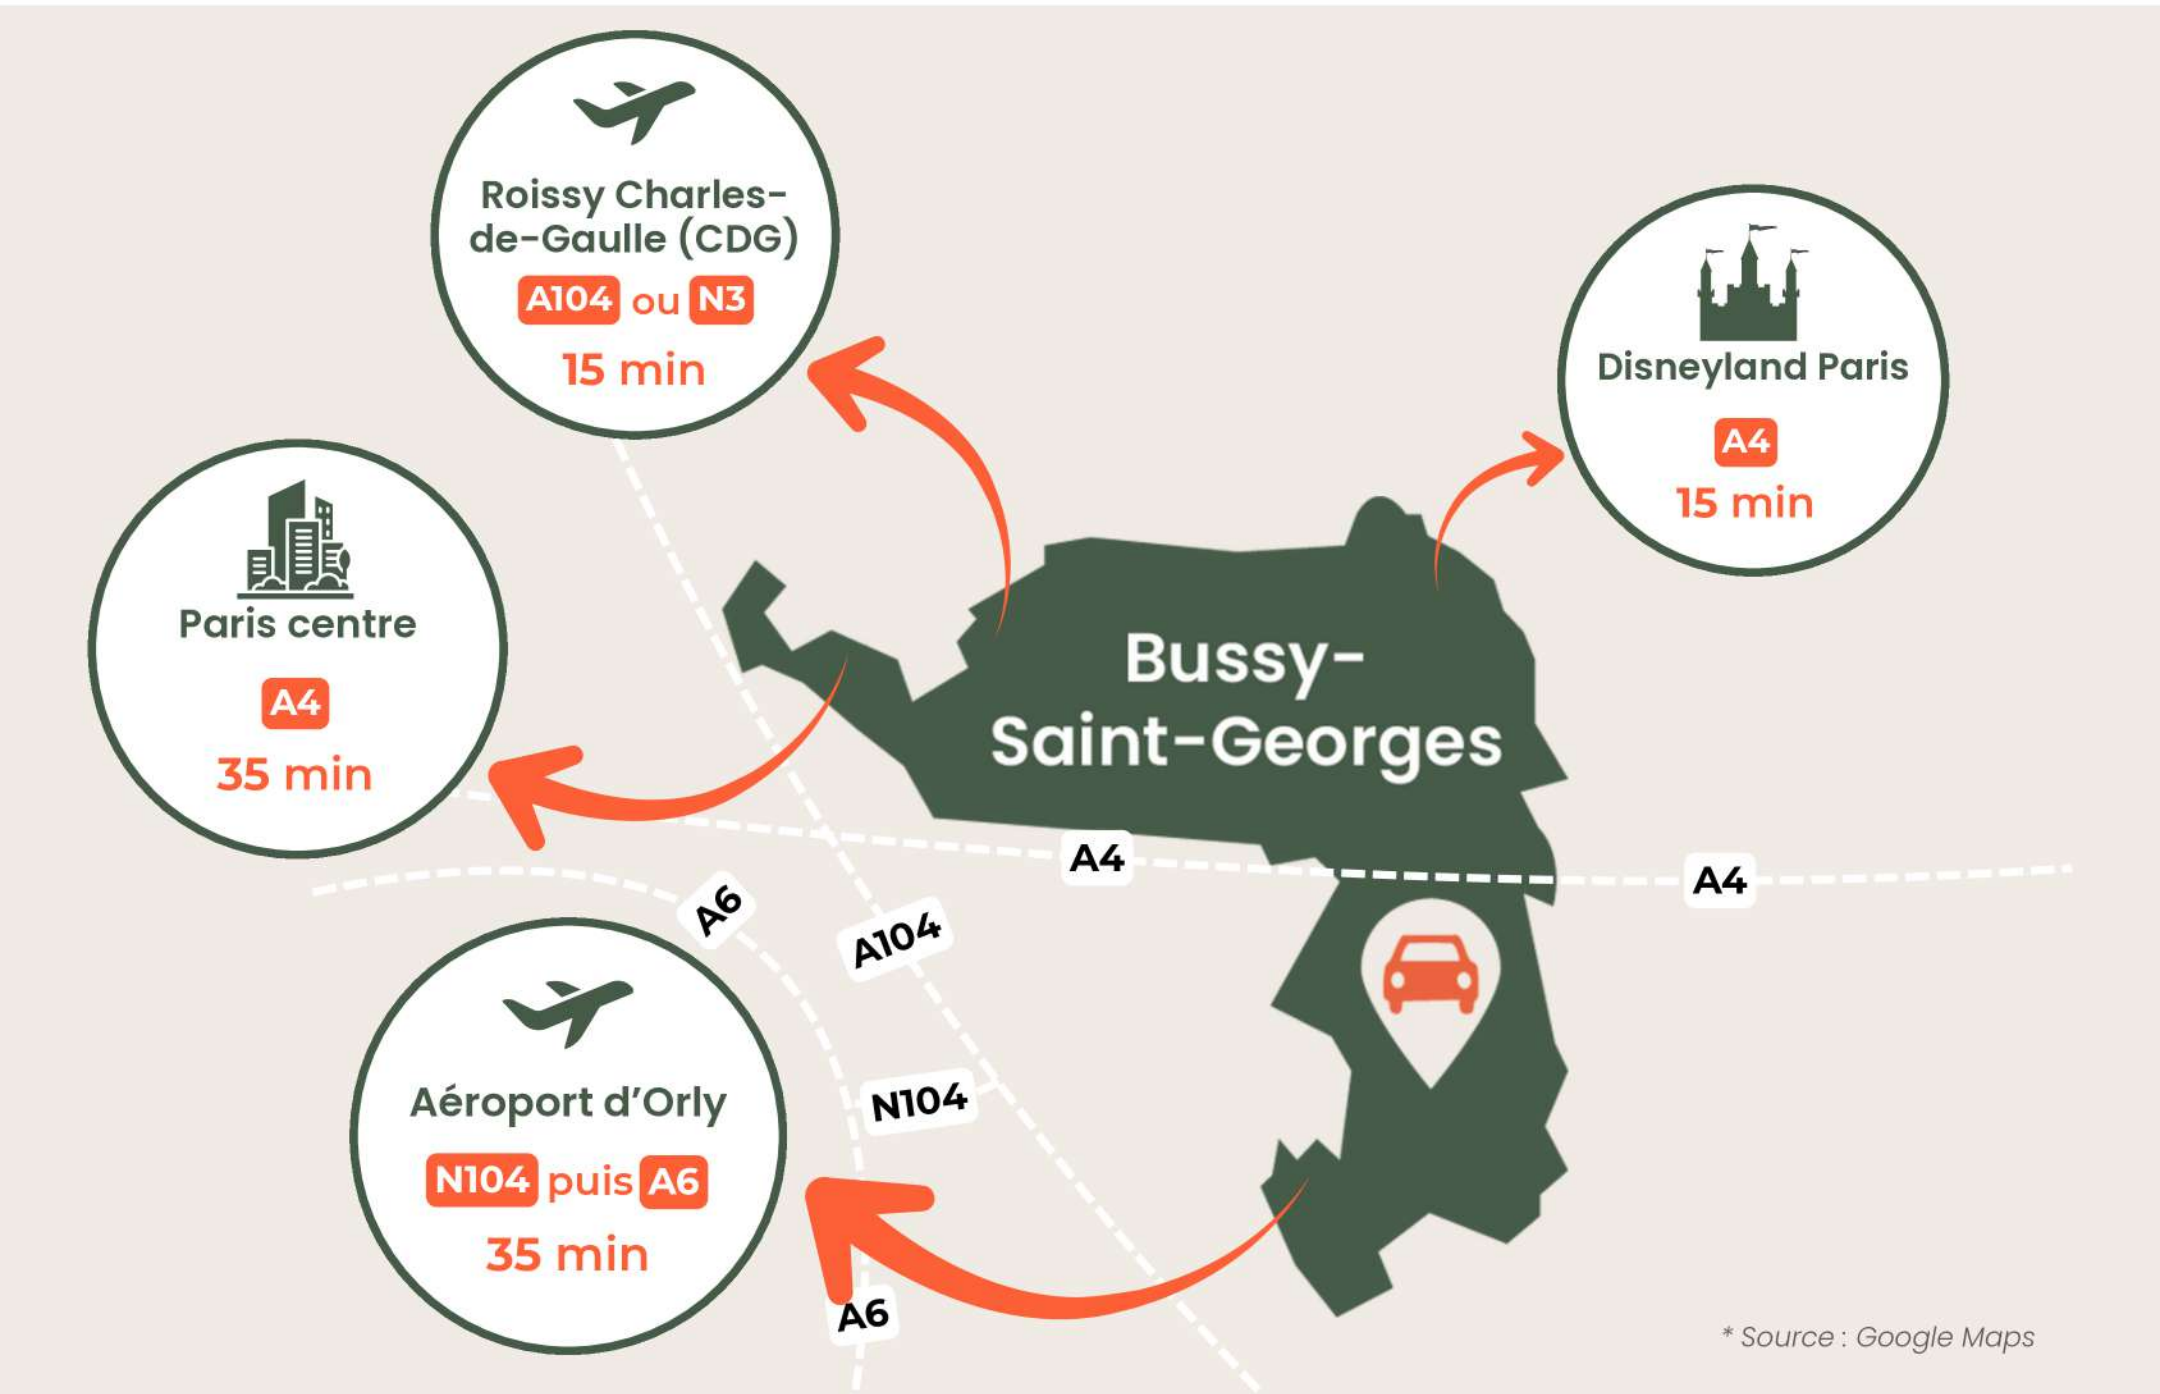 Roissy Charles-
de-Gaulle (CDG)
A104 ou N3
15 min
Disneyland Paris
A4
15 min
Paris centre
A4
35 min
Bussy-
Saint-Georges
A4
A4
A6
A104
N104
Aéroport d'Orly
N104 puis A6
35 min
A6
* Source : Google Maps